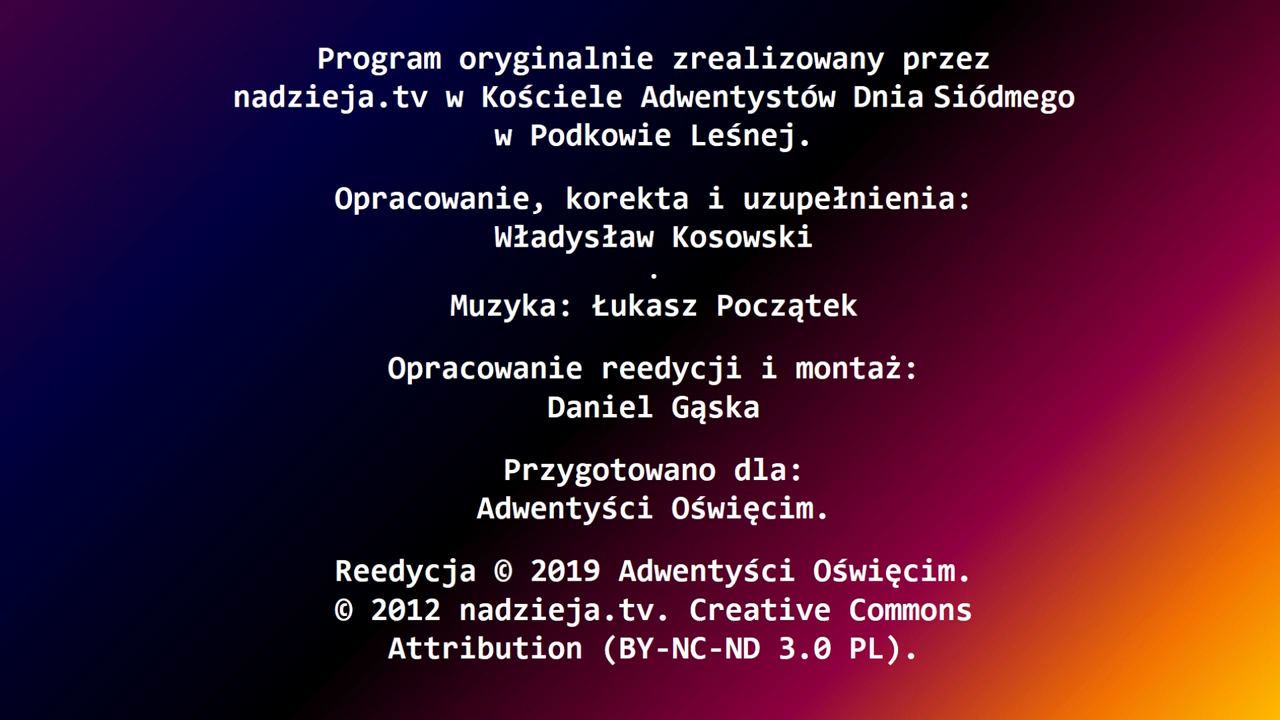 Program oryginalnie zrealizowany przez
nadzieja.tv w Kościele Adwentystów Dnia Siódmego
w Podkowie Leśnej.
Opracowanie, korekta i uzupełnienia:
Władysław Kosowski
.
Muzyka: Łukasz Początek
Opracowanie reedycji i montaż:
Daniel Gąska
Przygotowano dla:
Adwentyści Oświęcim.
Reedycja © 2019 Adwentyści Oświęcim.
© 2012 nadzieja.tv. Creative Commons
Attribution (BY-NC-ND 3.0 PL).